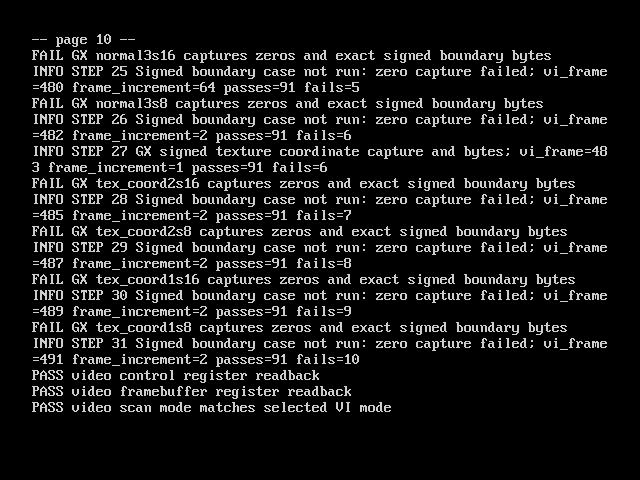 -- page 10 --
FAIL GX normal3s16 captures zeros and exact signed boundary bytes
INFO STEP 25 Signed boundary case not run: zero capture failed; vi_frame
=480 frame_increment=64 passes=91 fails=5
FAIL GX normal3s8 captures zeros and exact signed boundary bytes
INFO STEP 26 Signed boundary case not run: zero capture failed; vi_frame
=482 frame_increment=2 passes=91 fails=6
INFO STEP 27 GX signed texture coordinate capture and bytes; vi_frame=48
3 frame_increment=1 passes=91 fails=6
FAIL GX tex_coord2s16 captures zeros and exact signed boundary bytes
INFO STEP 28 Signed boundary case not run: zero capture failed; vi_frame
=485 frame_increment=2 passes=91 fails=7
FAIL GX tex_coord2s8 captures zeros and exact signed boundary bytes
INFO STEP 29 Signed boundary case not run: zero capture failed; vi_frame
=487 frame_increment=2 passes=91 fails=8
FAIL GX tex_coord1s16 captures zeros and exact signed boundary bytes
INFO STEP 30 Signed boundary case not run: zero capture failed; vi_frame
=489 frame_increment=2 passes=91 fails=9
FAIL GX tex_coord1s8 captures zeros and exact signed boundary bytes
INFO STEP 31 Signed boundary case not run: zero capture failed; vi_frame
=491 frame_increment=2 passes=91 fails=10
PASS video control register readback
PASS video framebuffer register readback
PASS video scan mode matches selected VI mode